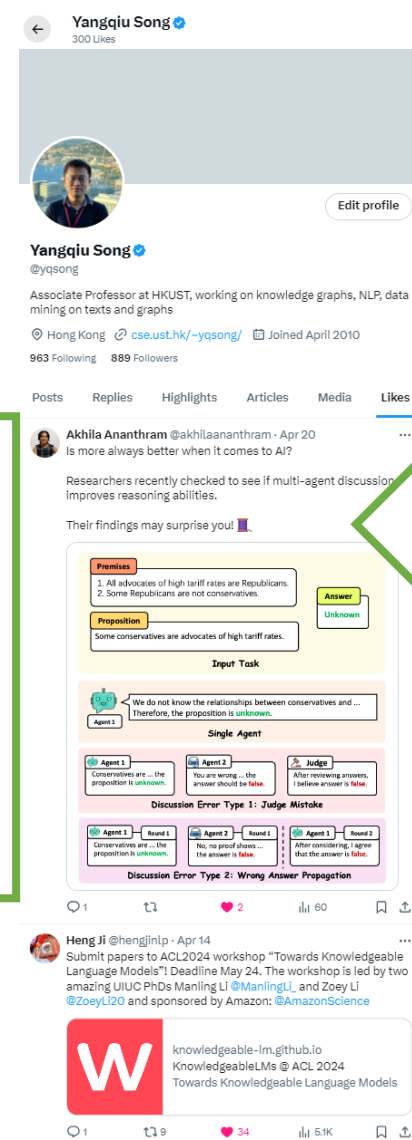 Yangqiu Song
300 Likes
Edit profile
Yangqiu Song
@yqsong
Associate Professor at HKUST, working on knowledge graphs, NLP, data
mining on texts and graphs
Hong Kong cse.ust.hk/~yqsong/ Joined April 2010
963 Following 889 Followers
Posts Replies Highlights Articles Media Likes
Akhila Ananthram @akhilaananthram · Apr 20
Is more always better when it comes to AI?
Researchers recently checked to see if multi-agent discussion
improves reasoning abilities.
Their findings may surprise you! 🧵
Premises
1. All advocates of high tariff rates are Republicans.
2. Some Republicans are not conservatives.
Answer
Unknown
Proposition
Some conservatives are advocates of high tariff rates.
Input Task
We do not know the relationships between conservatives and ...
Therefore, the proposition is unknown.
Agent 1
Single Agent
Agent 1
Conservatives are ... the
proposition is unknown.
Agent 2
You are wrong ... the
answer should be false.
Judge
After reviewing answers,
I believe answer is false.
Discussion Error Type 1: Judge Mistake
Agent 1 Round 1
Conservatives are ... the
proposition is unknown.
Agent 2 Round 1
No, no proof shows ...
the answer is false.
Agent 1 Round 2
After considering, I agree
that the answer is false.
Discussion Error Type 2: Wrong Answer Propagation
1 2 60
Heng Ji @hengjinlp · Apr 14
Submit papers to ACL2024 workshop “Towards Knowledgeable
Language Models”! Deadline May 24. The workshop is led by two
amazing UIUC PhDs Manling Li @ManlingLi_ and Zoey Li
@ZoeyLi20 and sponsored by Amazon: @AmazonScience
W
knowledgeable-lm.github.io
KnowledgeableLMs @ ACL 2024
Towards Knowledgeable Language Models
1 9 34 5.1K